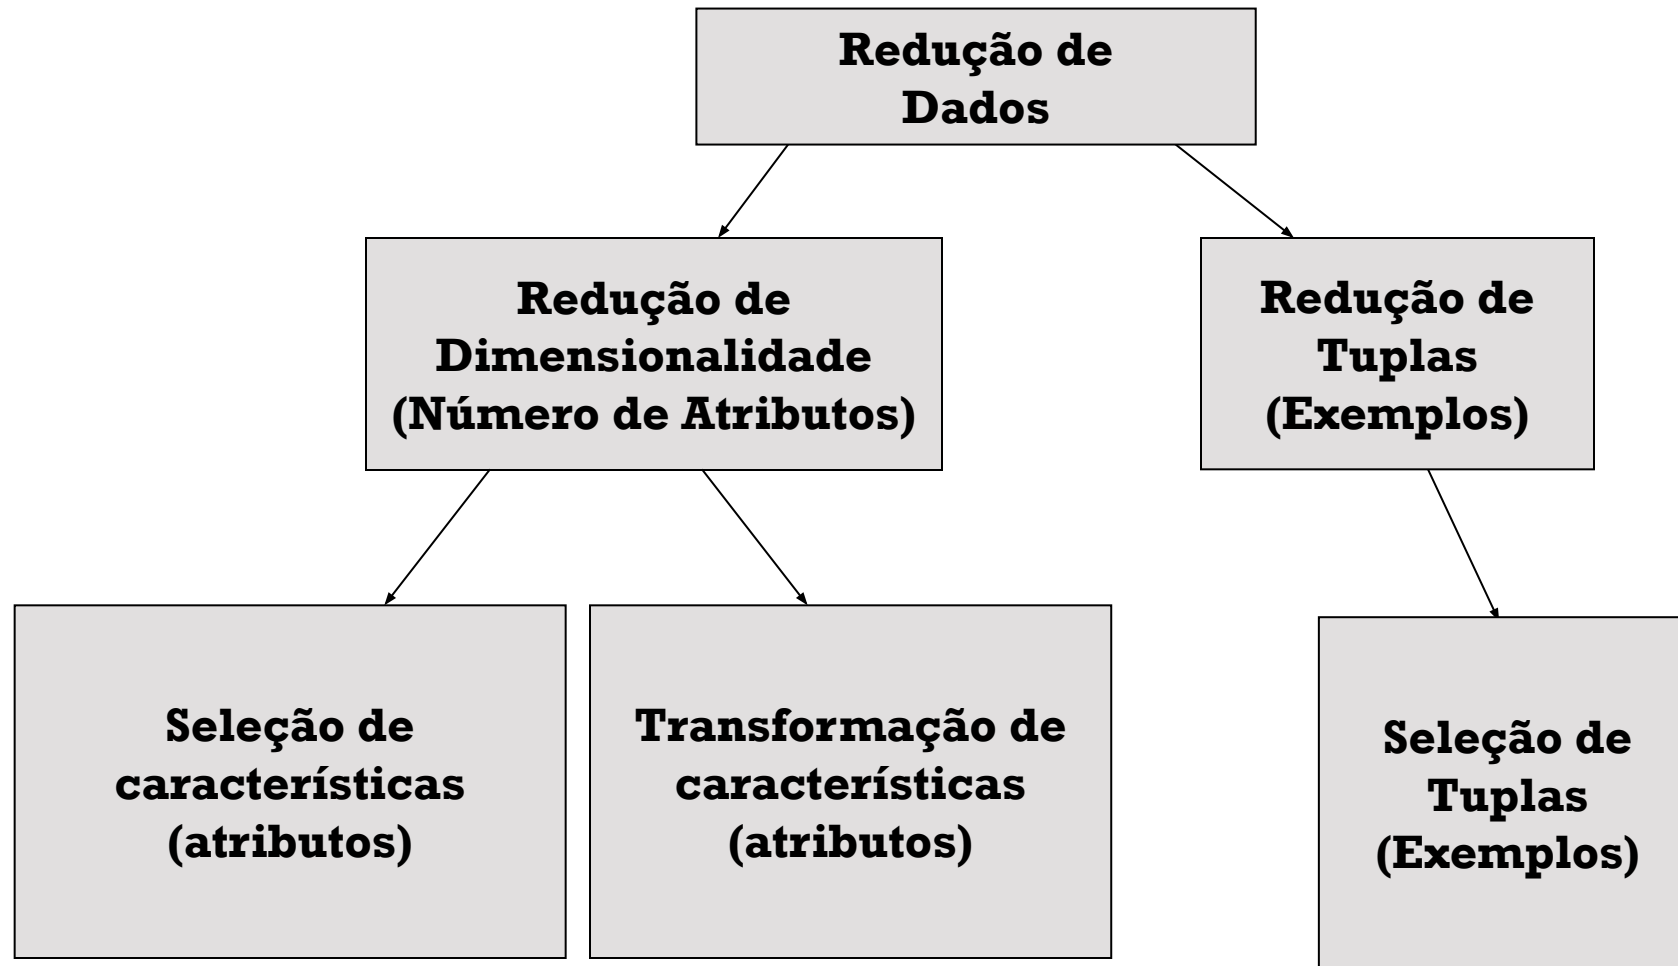 Redução de
Dados
Redução de
Dimensionalidade
(Número de Atributos)
Redução de
Tuplas
(Exemplos)
Seleção de
características
(atributos)
Transformação de
características
(atributos)
Seleção de
Tuplas
(Exemplos)